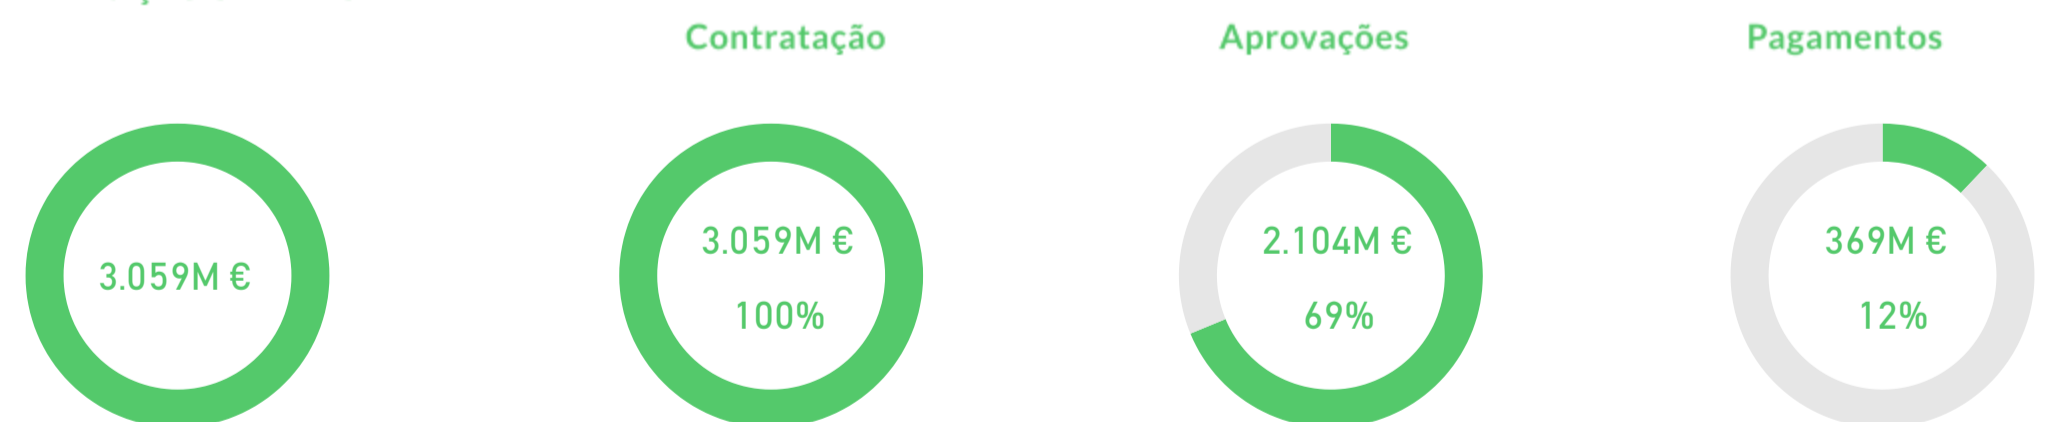 Contratação
Aprovações
Pagamentos
3.059M €
3.059M €
100%
2.104M €
69%
369M €
12%